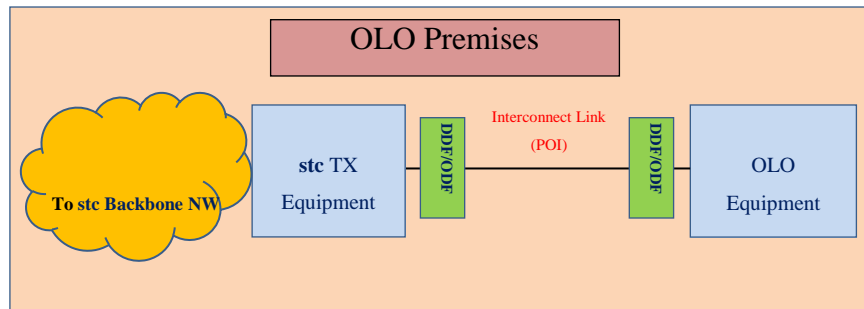 OLO Premises
To stc Backbone NW
stc TX
Equipment
DDF/ODF
Interconnect Link
(POI)
DDF/ODF
OLO
Equipment